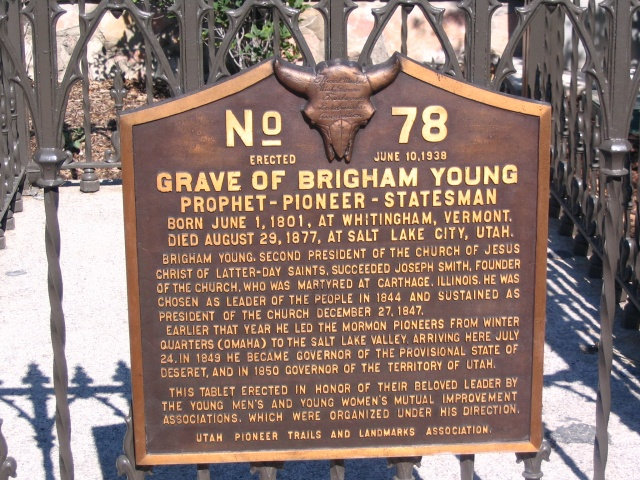 No 78
ERECTED JUNE 10, 1938
GRAVE OF BRIGHAM YOUNG
PROPHET-PIONEER-STATESMAN
BORN JUNE 1, 1801, AT WHITINGHAM, VERMONT.
DIED AUGUST 29, 1877, AT SALT LAKE CITY, UTAH.
BRIGHAM YOUNG, SECOND PRESIDENT OF THE CHURCH OF JESUS
CHRIST OF LATTER-DAY SAINTS, SUCCEEDED JOSEPH SMITH, FOUNDER
OF THE CHURCH, WHO WAS MARTYRED AT CARTHAGE, ILLINOIS. HE WAS
CHOSEN AS LEADER OF THE PEOPLE IN 1844 AND SUSTAINED AS
PRESIDENT OF THE CHURCH DECEMBER 27, 1847.
EARLIER THAT YEAR HE LED THE MORMON PIONEERS FROM WINTER
QUARTERS (OMAHA) TO THE SALT LAKE VALLEY, ARRIVING HERE JULY
24. IN 1849 HE BECAME GOVERNOR OF THE PROVISIONAL STATE OF
DESERET, AND IN 1850 GOVERNOR OF THE TERRITORY OF UTAH.
THIS TABLET ERECTED IN HONOR OF THEIR BELOVED LEADER BY
THE YOUNG MEN'S AND YOUNG WOMEN'S MUTUAL IMPROVEMENT
ASSOCIATIONS, WHICH WERE ORGANIZED UNDER HIS DIRECTION.
UTAH PIONEER TRAILS AND LANDMARKS ASSOCIATION.